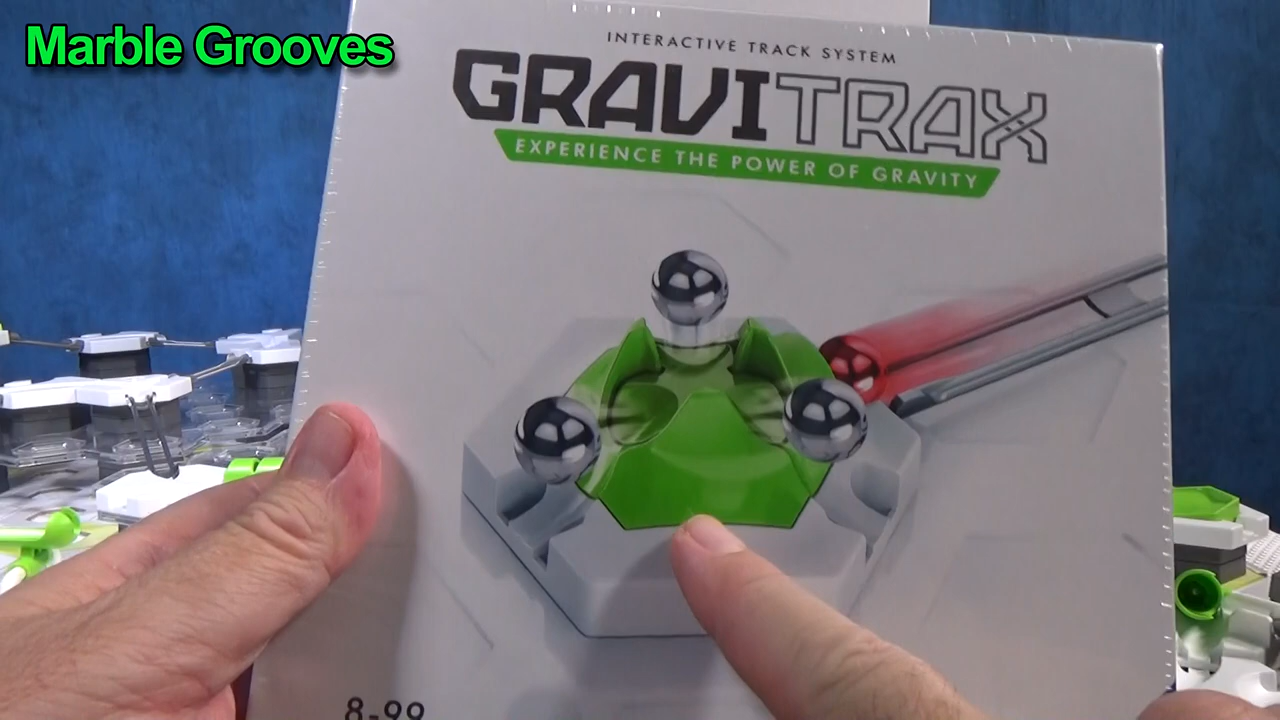 Marble Grooves
INTERACTIVE TRACK SYSTEM
GRAVITRAX
EXPERIENCE THE POWER OF GRAVITY
8-99